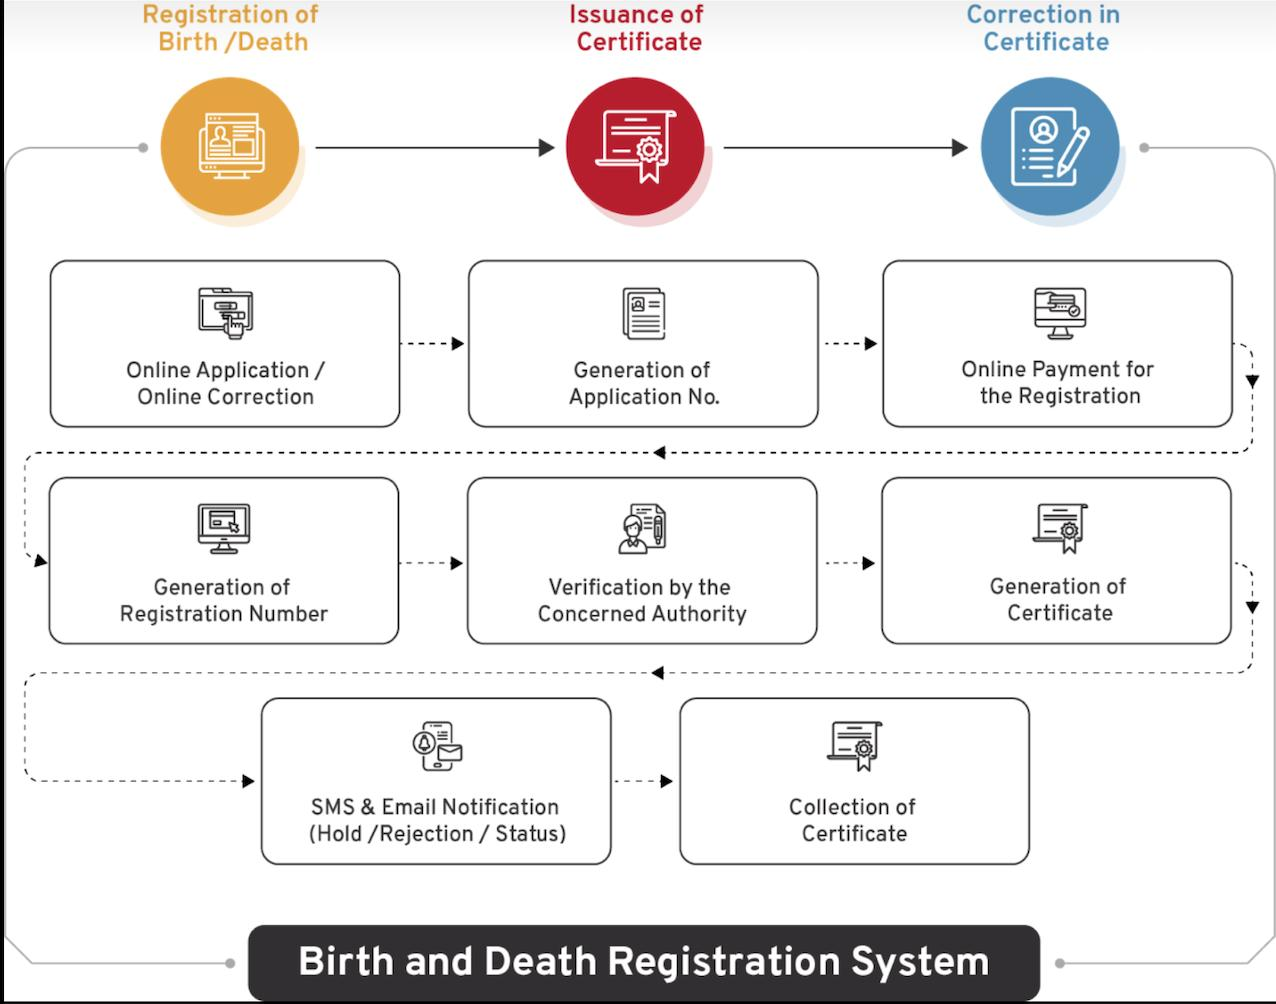 Registration of
Birth /Death
Issuance of
Certificate
Correction in
Certificate
Online Application /
Online Correction
Generation of
Application No.
Online Payment for
the Registration
Generation of
Registration Number
Verification by the
Concerned Authority
Generation of
Certificate
SMS & Email Notification
(Hold /Rejection / Status)
Collection of
Certificate
Birth and Death Registration System